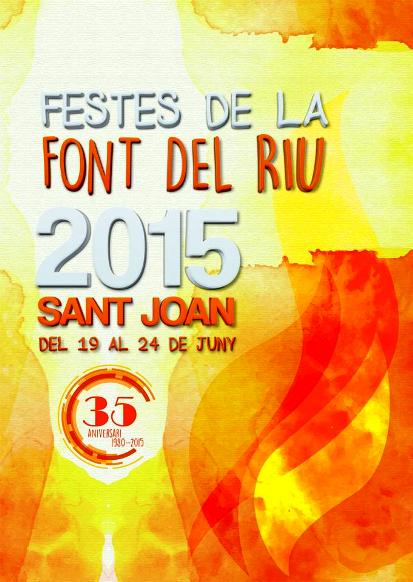 FESTES DE LA
FONT DEL RIU
2015
SANT JOAN
DEL 19 AL 24 DE JUNY
35
ANIVERSARI
1980-2015